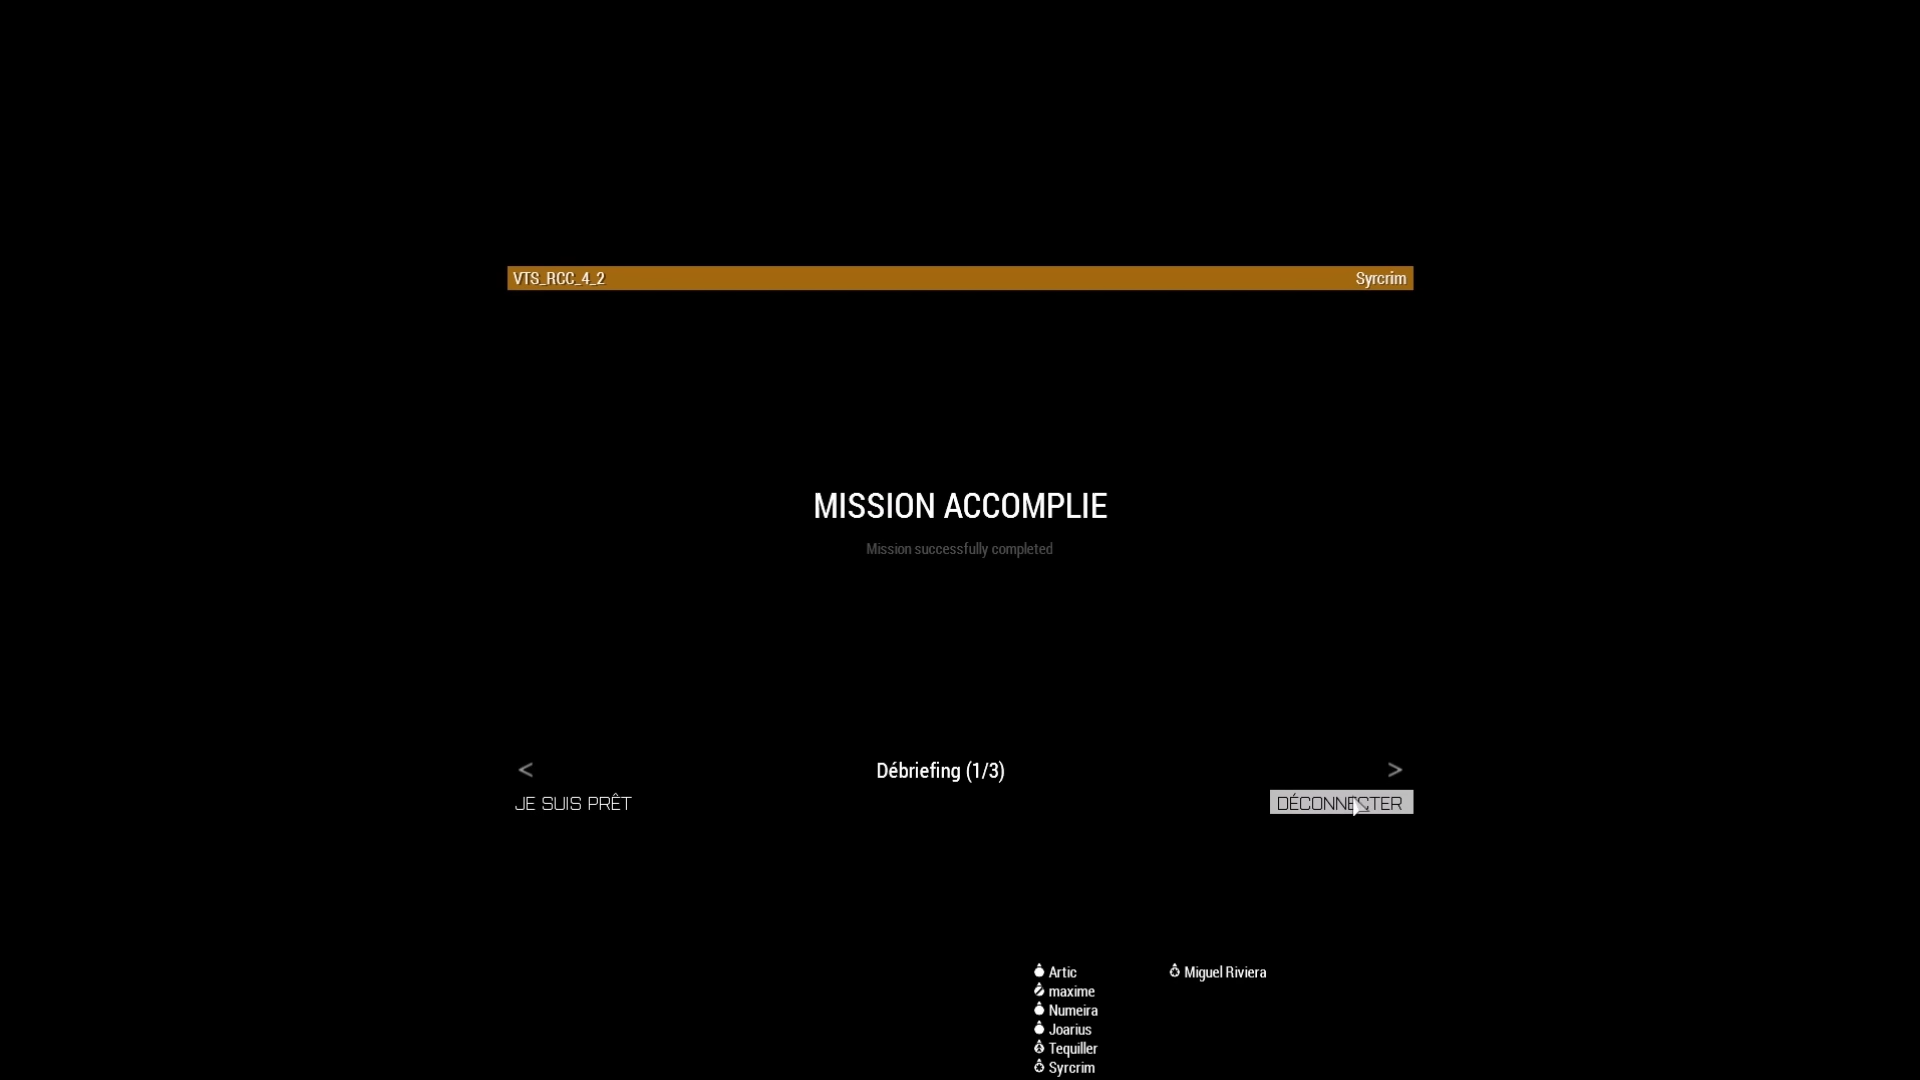 VTS_RCC_4_2 Syrcrim
MISSION ACCOMPLIE
Mission successfully completed
< Débriefing (1/3) >
JE SUIS PRÊT DÉCONNECTER
Artic Miguel Riviera
maxime
Numeira
Joarius
Tequiller
Syrcrim